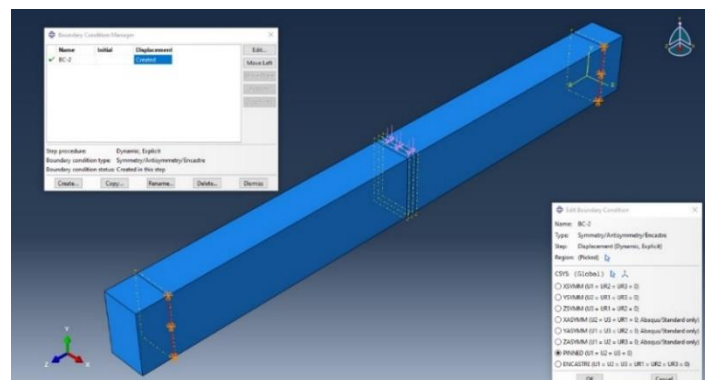 Boundary Condition Manager
Name Initial Displacement
BC-2 Created
Edit...
Move Left
Step procedure: Dynamic, Explicit
Boundary condition type: Symmetry/Antisymmetry/Encastre
Boundary condition status: Created in this step
Create... Copy... Rename... Delete... Dismiss
Edit Boundary Condition
Name: BC-2
Type: Symmetry/Antisymmetry/Encastre
Step: Displacement (Dynamic, Explicit)
Region: (Picked)
CSYS: (Global)
XSYMM (U1 = UR2 = UR3 = 0)
YSYMM (U2 = UR1 = UR3 = 0)
ZSYMM (U3 = UR1 = UR2 = 0)
XASYMM (U2 = U3 = UR1 = 0; Abaqus/Standard only)
YASYMM (U1 = U3 = UR2 = 0; Abaqus/Standard only)
ZASYMM (U1 = U2 = UR3 = 0; Abaqus/Standard only)
PINNED (U1 = U2 = U3 = 0)
ENCASTRE (U1 = U2 = U3 = UR1 = UR2 = UR3 = 0)
OK Cancel
Y
Z X